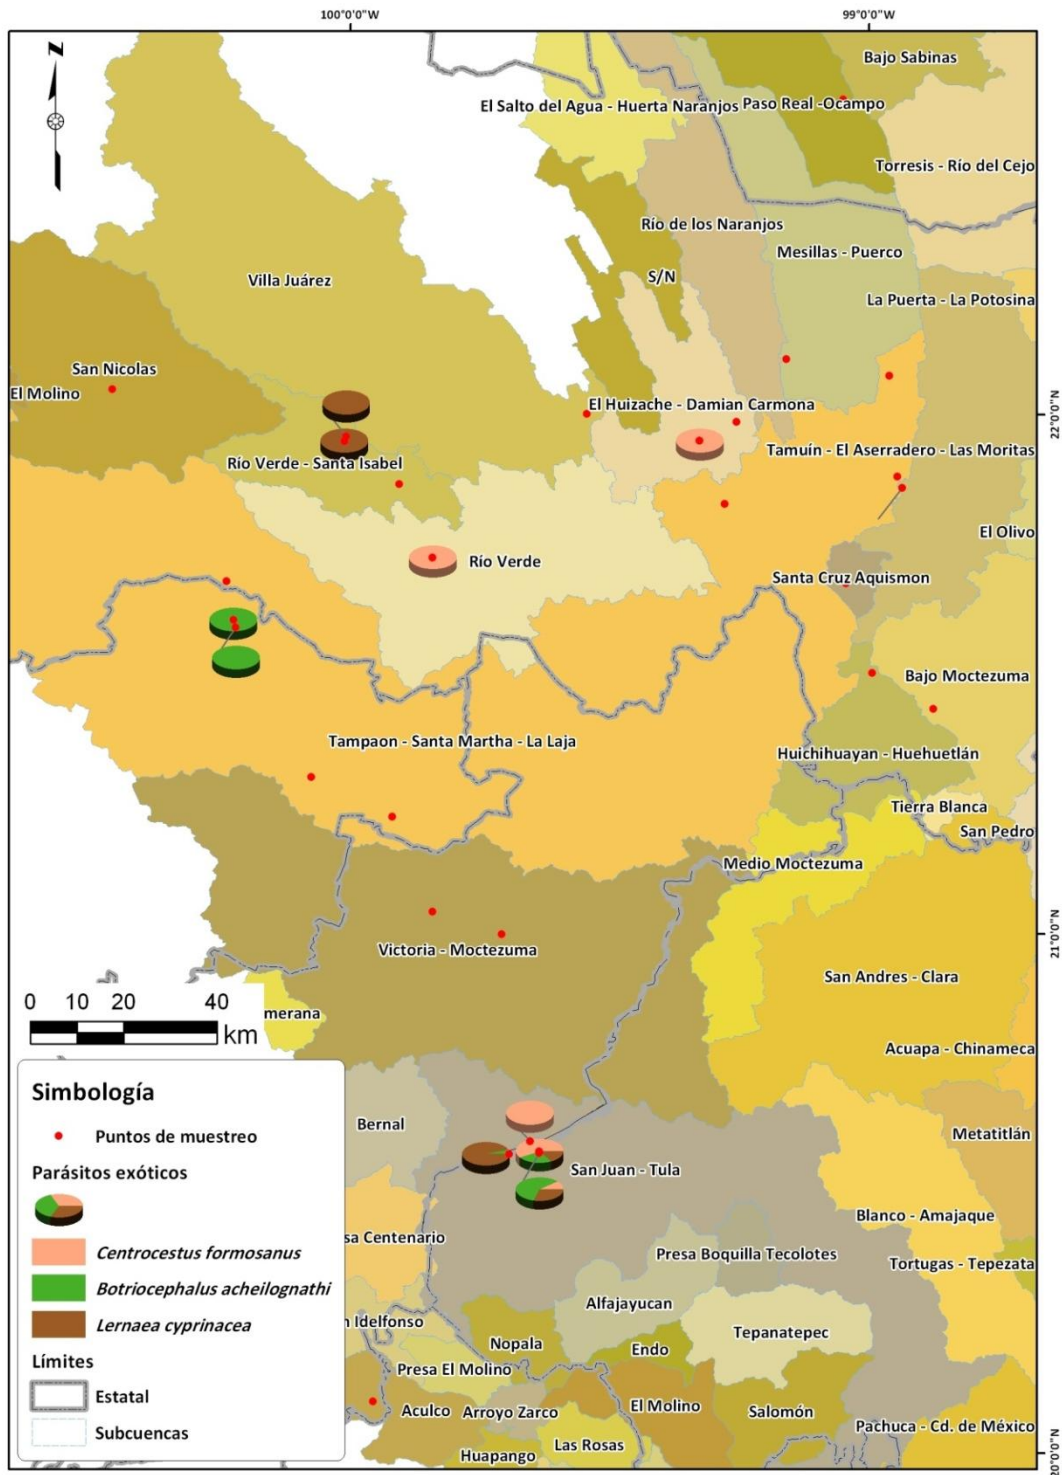 100°0'0"W
99°0'0"W
Z
Bajo Sabinas
El Salto del Agua - Huerta Naranjos
Paso Real -Ocampo
Torresis - Río del Cejo
Río de los Naranjos
Mesillas - Puerco
S/N
Villa Juárez
La Puerta - La Potosina
San Nicolas
El Molino
El Huizache - Damian Carmona
22°0'0"N
Tamuín - El Aserradero - Las Moritas
Río Verde - Santa Isabel
El Olivo
Río Verde
Santa Cruz Aquismon
Bajo Moctezuma
Tampaon - Santa Martha - La Laja
Huichihuayan - Huehuetlán
Tierra Blanca
San Pedro
Medio Moctezuma
21°0'0"N
Victoria - Moctezuma
San Andres - Clara
0 10 20 40
km
merana
Acuapa - Chinameca
Simbología
Puntos de muestreo
Parásitos exóticos
Centrocestus formosanus
Botriocephalus acheilognathi
Lernaea cyprinacea
Límites
Estatal
Subcuencas
Bernal
Metatitlán
San Juan - Tula
Blanco - Amajaque
sa Centenario
Presa Boquilla Tecolotes
Tortugas - Tepezata
Alfajayucan
n Idelfonso
Tepanatepec
Nopala
Endo
Presa El Molino
Aculco
Arroyo Zarco
El Molino
Salomón
Pachuca - Cd. de México
Las Rosas
Huapango
20°0'0"N